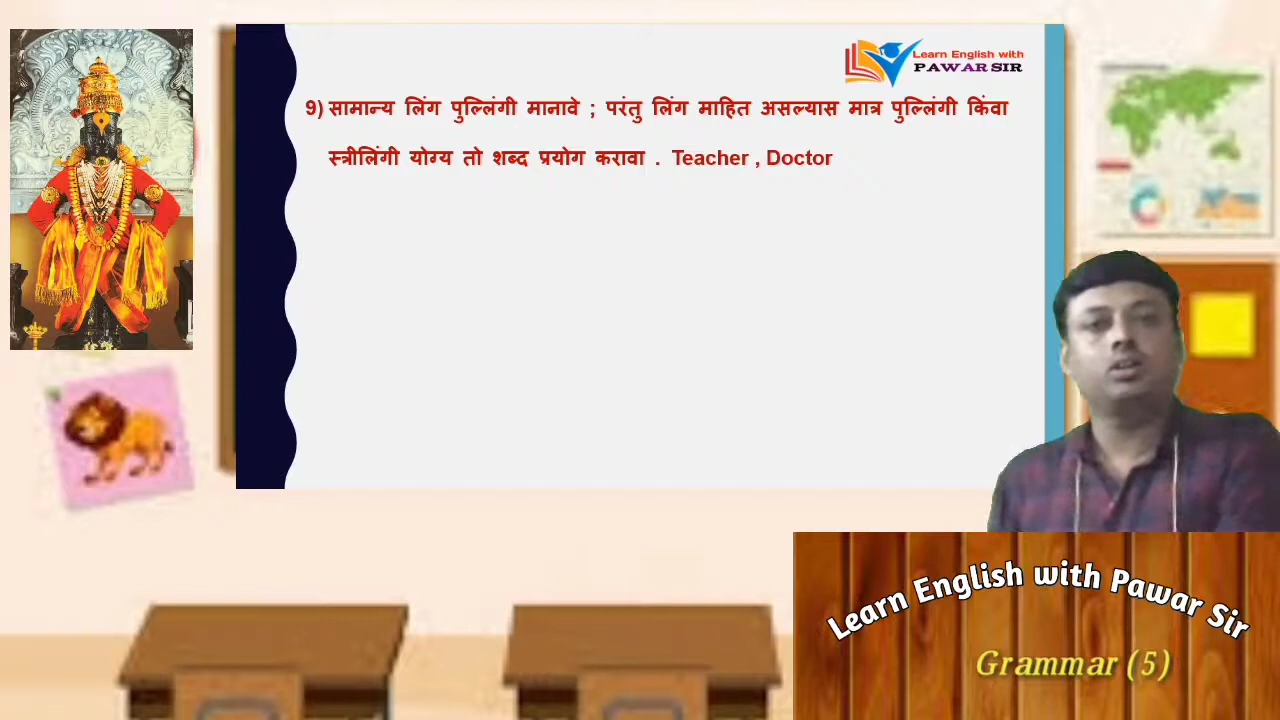 Learn English with
PAWAR SIR
9) सामान्य लिंग पुल्लिंगी मानावे ; परंतु लिंग माहित असल्यास मात्र पुल्लिंगी किंवा
स्त्रीलिंगी योग्य तो शब्द प्रयोग करावा . Teacher , Doctor
Learn English with Pawar Sir
Grammar (5)